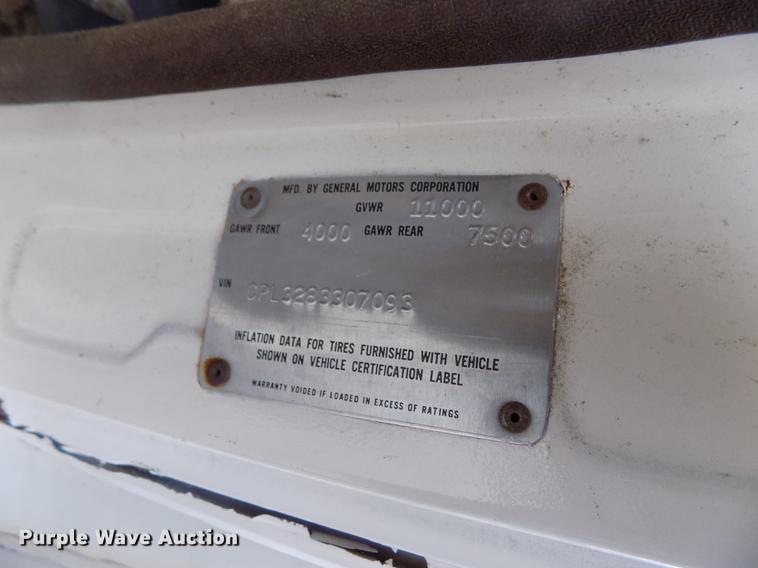 MFD. BY GENERAL MOTORS CORPORATION
GVWR 11000
GAWR FRONT 4000 GAWR REAR 7500
VIN CPL3283307093
INFLATION DATA FOR TIRES FURNISHED WITH VEHICLE
SHOWN ON VEHICLE CERTIFICATION LABEL
WARRANTY VOIDED IF LOADED IN EXCESS OF RATINGS
Purple Wave Auction